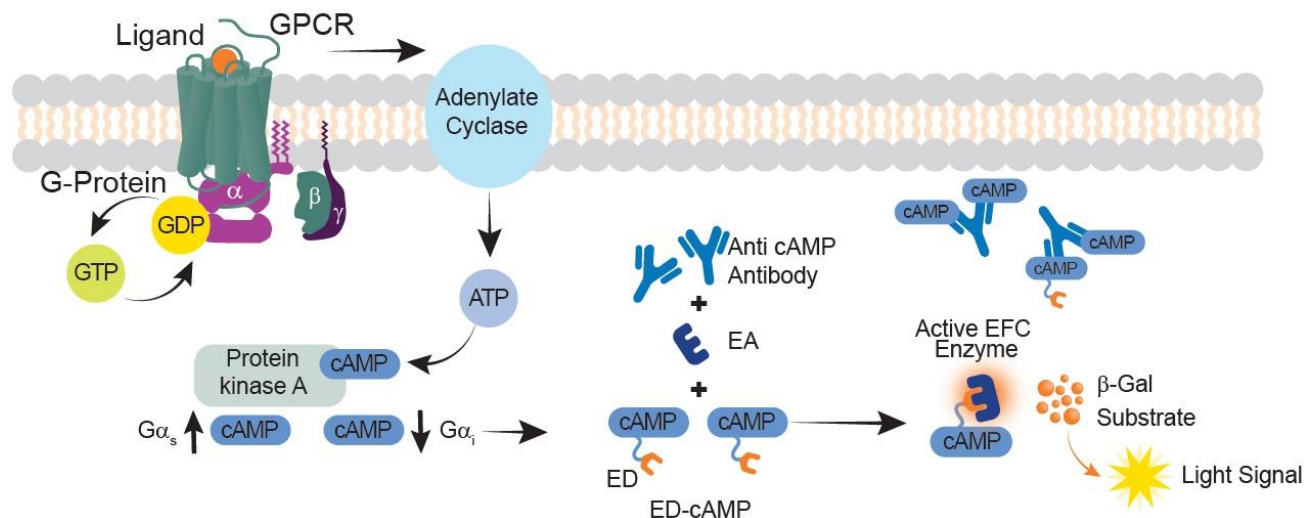 Ligand
GPCR
Adenylate
Cyclase
G-Protein
α
β
γ
GDP
GTP
ATP
Protein
kinase A
cAMP
Gαs
cAMP
cAMP
Gαi
Anti cAMP
Antibody
+
EA
+
cAMP
cAMP
ED
ED-cAMP
cAMP
cAMP
cAMP
cAMP
Active EFC
Enzyme
cAMP
β-Gal
Substrate
Light Signal